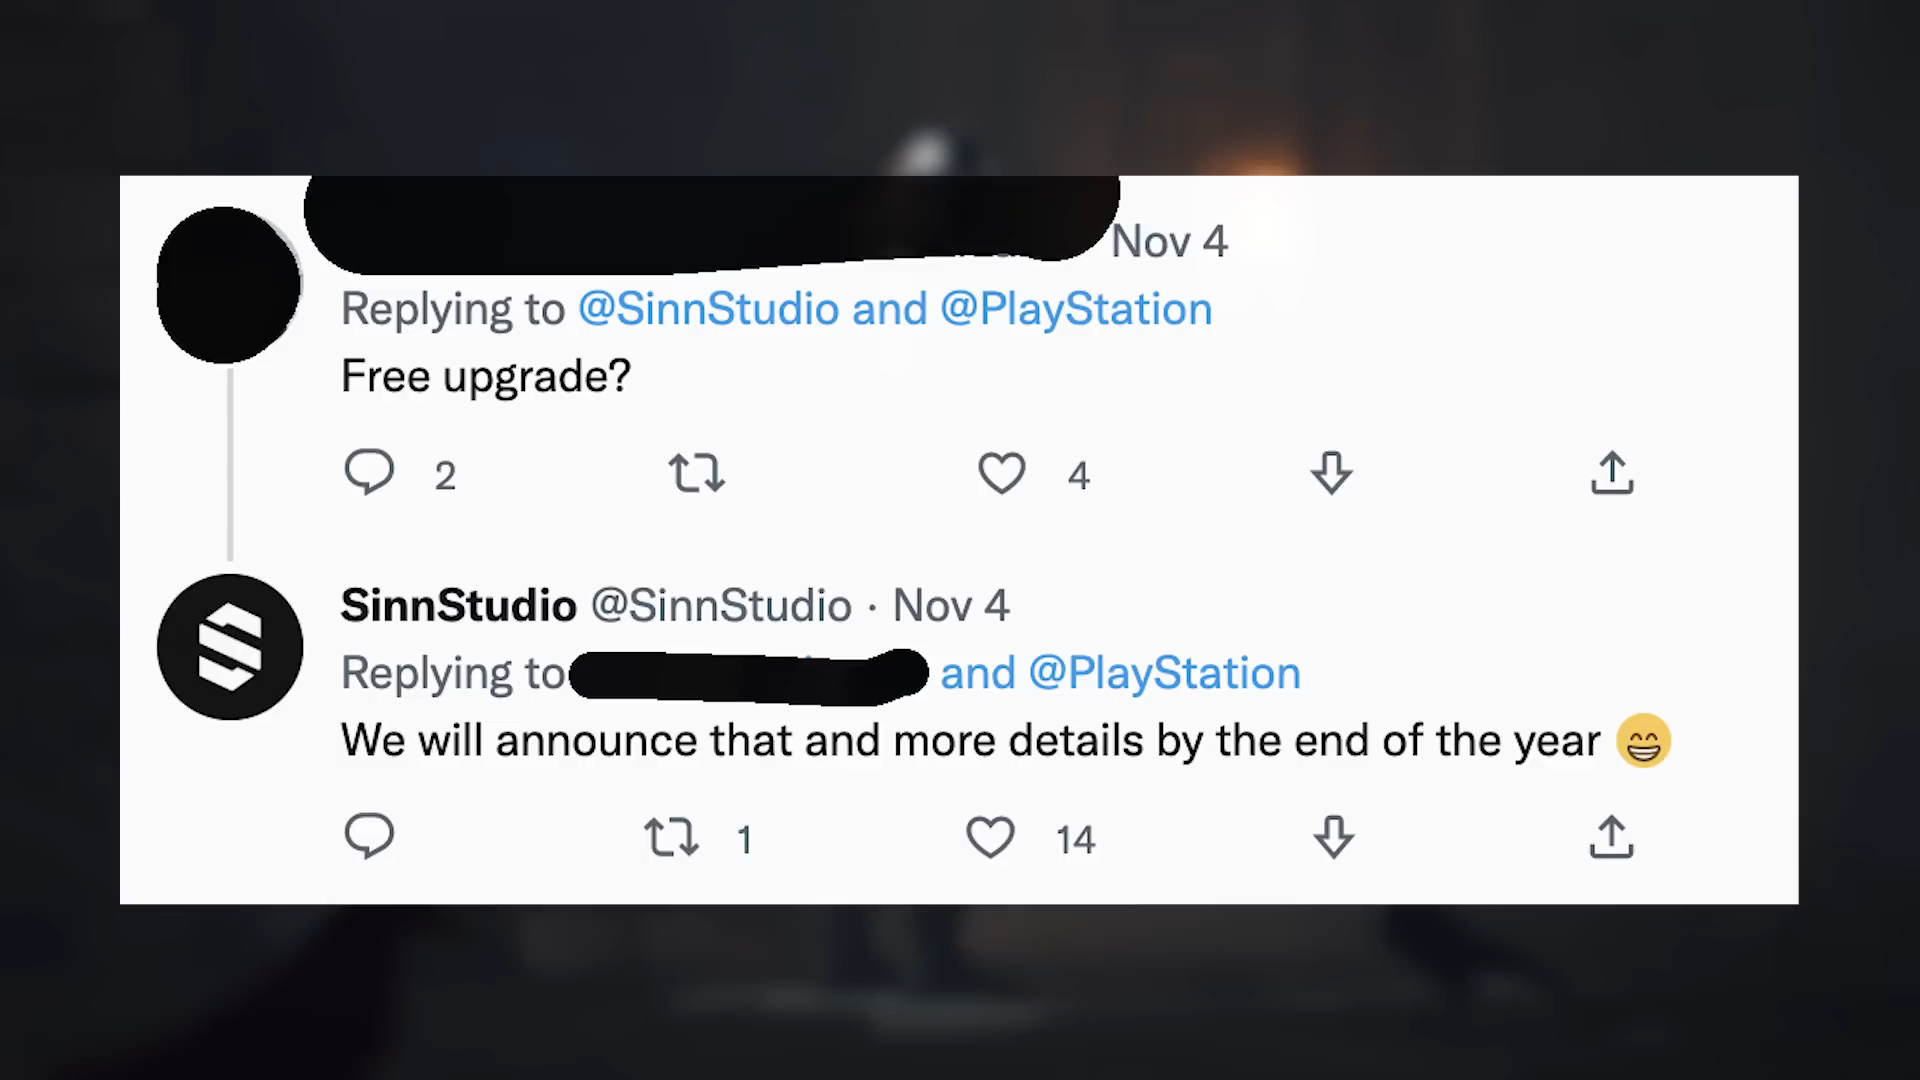 Nov 4
Replying to @SinnStudio and @PlayStation
Free upgrade?
2 4
SinnStudio @SinnStudio · Nov 4
Replying to and @PlayStation
We will announce that and more details by the end of the year 😁
1 14